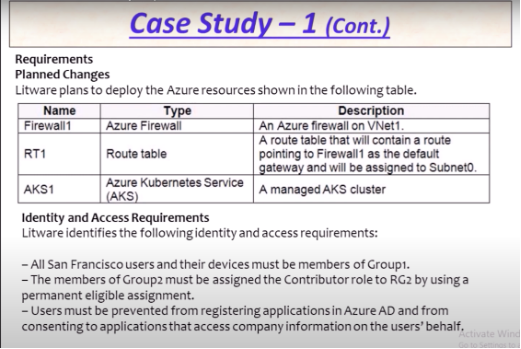 Case Study – 1 (Cont.)
Requirements
Planned Changes
Litware plans to deploy the Azure resources shown in the following table.
Name Type Description
Firewall1 Azure Firewall An Azure firewall on VNet1.
RT1 Route table A route table that will contain a route
pointing to Firewall1 as the default
gateway and will be assigned to Subnet0.
AKS1 Azure Kubernetes Service A managed AKS cluster
(AKS)
Identity and Access Requirements
Litware identifies the following identity and access requirements:
– All San Francisco users and their devices must be members of Group1.
– The members of Group2 must be assigned the Contributor role to RG2 by using a
permanent eligible assignment.
– Users must be prevented from registering applications in Azure AD and from
consenting to applications that access company information on the users' behalf.
Activate Wind
Go to Settings to